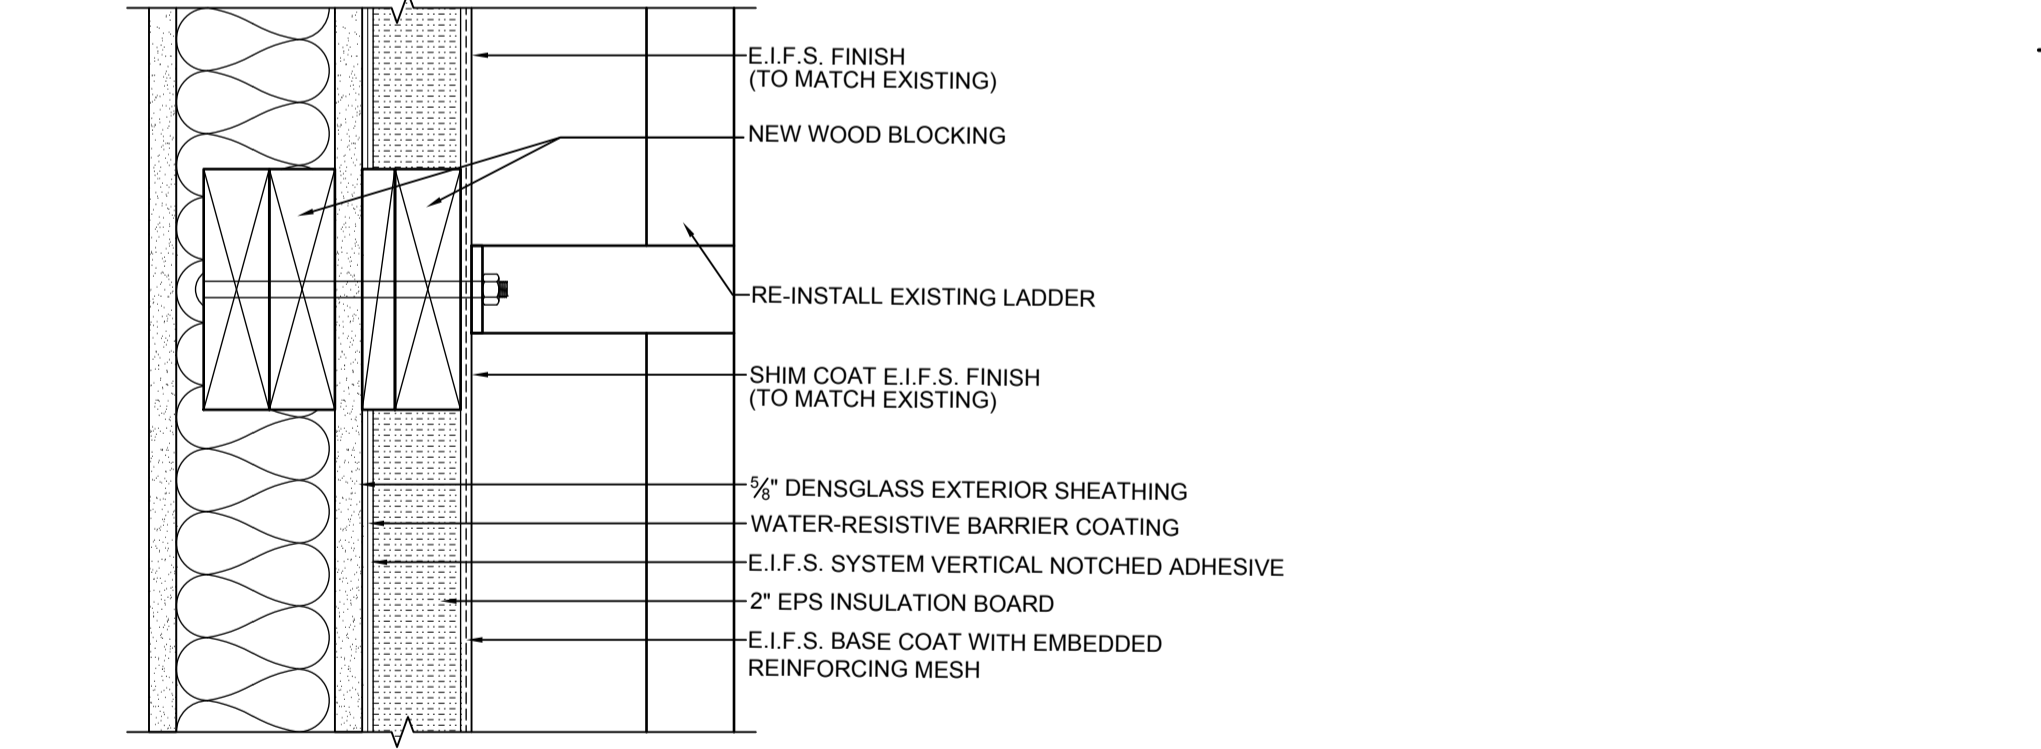 E.I.F.S. FINISH
(TO MATCH EXISTING)
NEW WOOD BLOCKING
RE-INSTALL EXISTING LADDER
SHIM COAT E.I.F.S. FINISH
(TO MATCH EXISTING)
⅝" DENSGLASS EXTERIOR SHEATHING
WATER-RESISTIVE BARRIER COATING
E.I.F.S. SYSTEM VERTICAL NOTCHED ADHESIVE
2" EPS INSULATION BOARD
E.I.F.S. BASE COAT WITH EMBEDDED
REINFORCING MESH